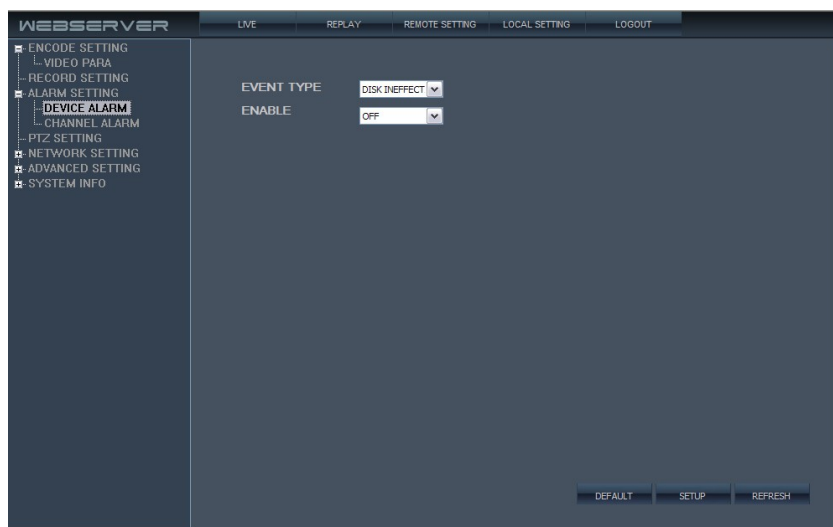 WEBSERVER
LIVE REPLAY REMOTE SETTING LOCAL SETTING LOGOUT
ENCODE SETTING
VIDEO PARA
RECORD SETTING
ALARM SETTING
DEVICE ALARM
CHANNEL ALARM
PTZ SETTING
NETWORK SETTING
ADVANCED SETTING
SYSTEM INFO
EVENT TYPE DISK INEFFECT
ENABLE OFF
DEFAULT SETUP REFRESH